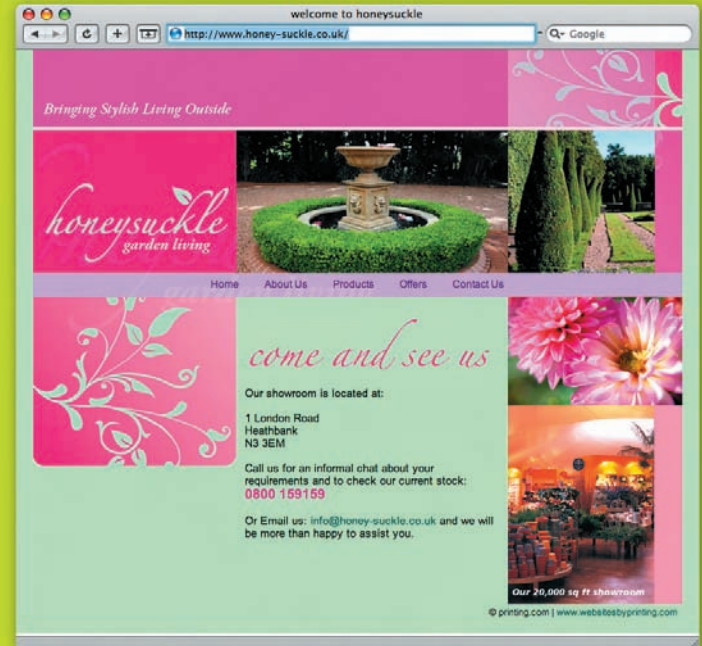 welcome to honeysuckle
http://www.honey-suckle.co.uk/
Google
Bringing Stylish Living Outside
honeysuckle
garden living
Home About Us Products Offers Contact Us
garden living
come and see us
Our showroom is located at:
1 London Road
Heathbank
N3 3EM
Call us for an informal chat about your
requirements and to check our current stock:
0800 159159
Or Email us: info@honey-suckle.co.uk and we will
be more than happy to assist you.
Our 20,000 sq ft showroom
© printing.com | www.websitesbyprinting.com